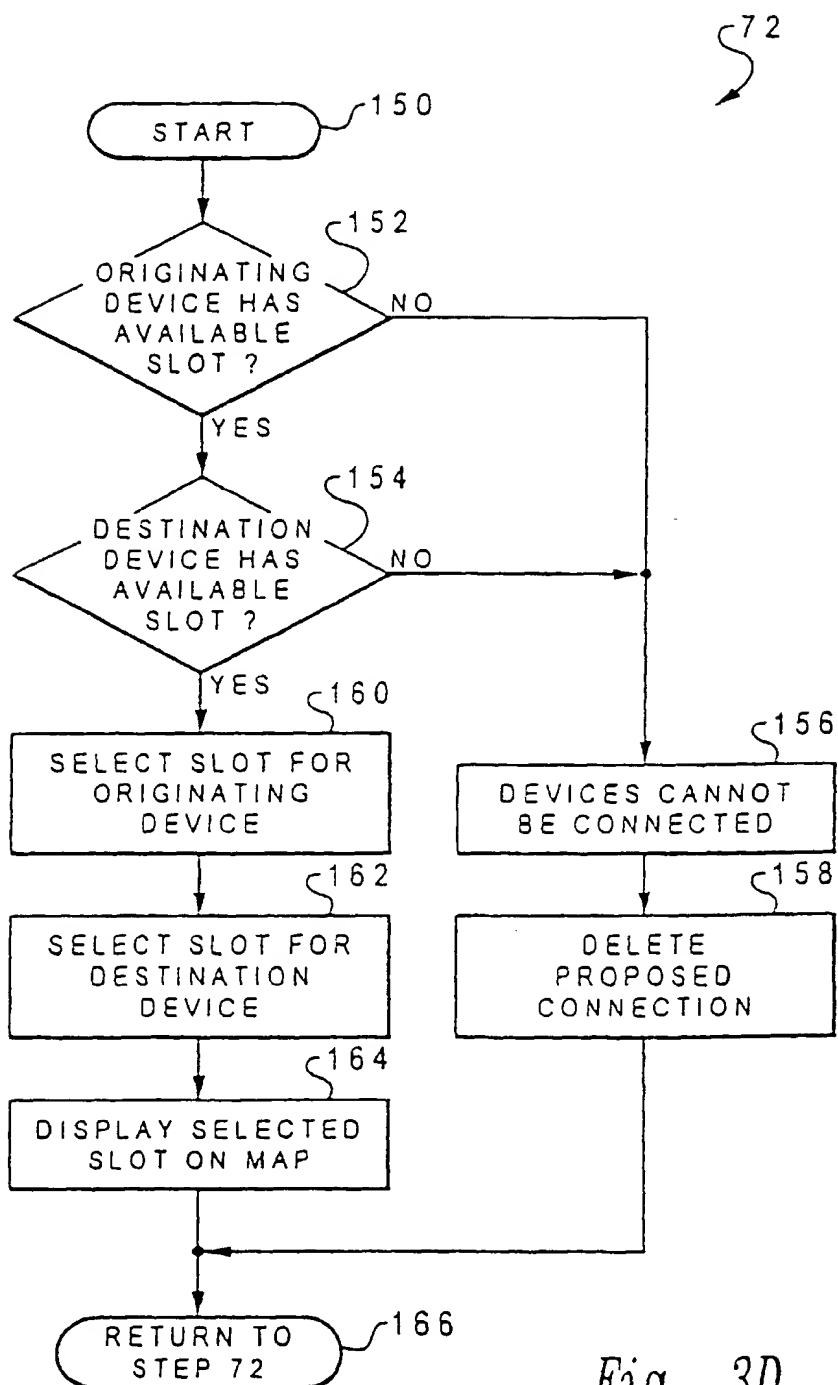 72
START
150
152
ORIGINATING
DEVICE HAS
AVAILABLE
SLOT ?
NO
YES
154
DESTINATION
DEVICE HAS
AVAILABLE
SLOT ?
NO
YES
160
SELECT SLOT FOR
ORIGINATING
DEVICE
156
DEVICES CANNOT
BE CONNECTED
162
SELECT SLOT FOR
DESTINATION
DEVICE
158
DELETE
PROPOSED
CONNECTION
164
DISPLAY SELECTED
SLOT ON MAP
RETURN TO
STEP 72
166
Fig. 3D